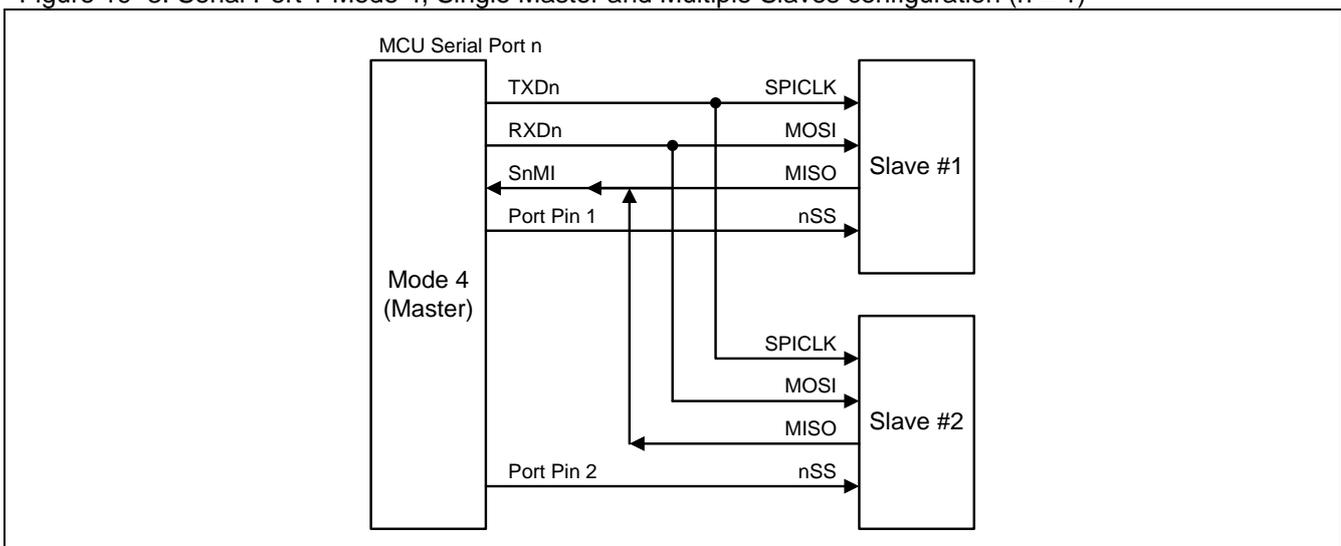 MCU Serial Port n
TXDn SPICLK
RXDn MOSI
SnMI MISO
Slave #1
Port Pin 1 nSS
Mode 4
(Master)
SPICLK
MOSI
MISO
Slave #2
Port Pin 2 nSS